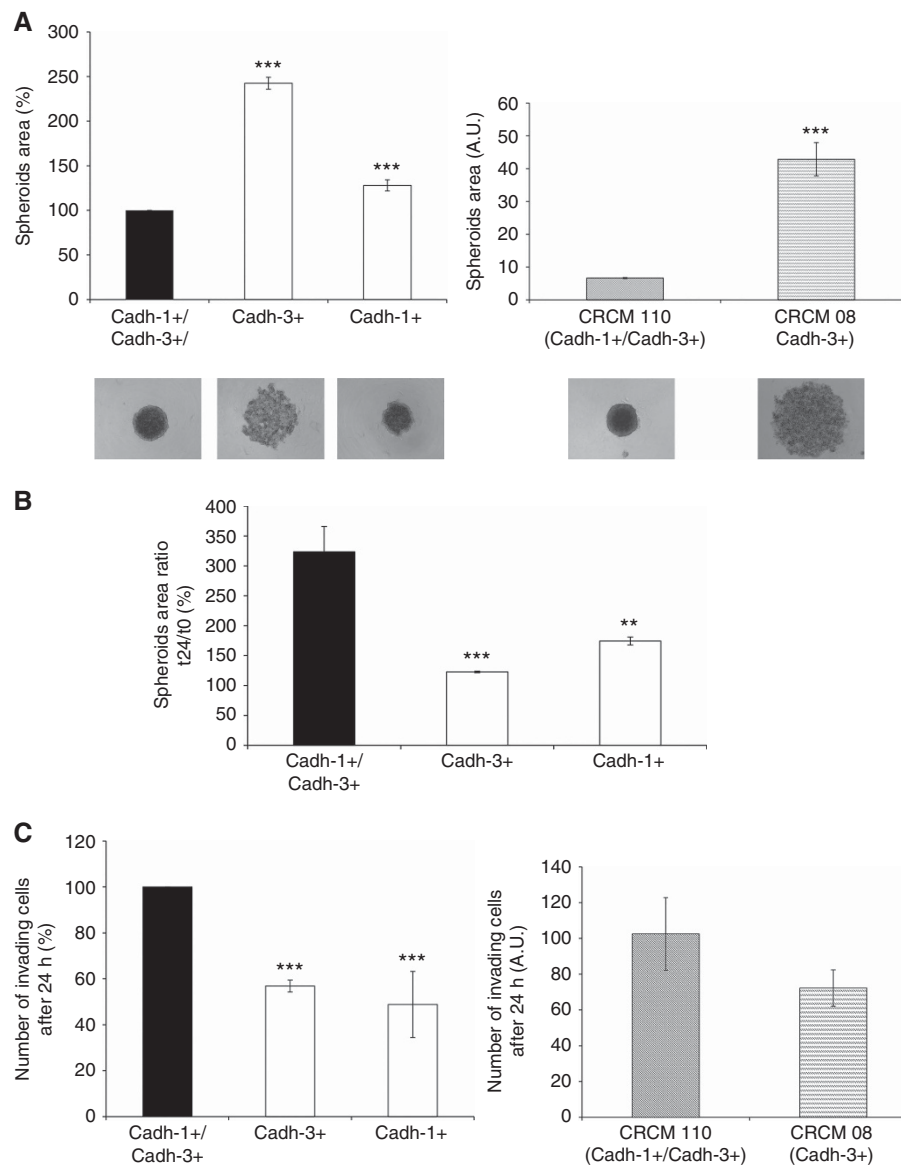 A
Spheroids area (%)
300
250
200
150
100
50
0
***
***
Cadh-1+/
Cadh-3+/
Cadh-3+
Cadh-1+
Spheroids area (A.U.)
60
50
40
30
20
10
0
***
CRCM 110
(Cadh-1+/Cadh-3+)
CRCM 08
Cadh-3+)
B
Spheroids area ratio
t24/t0 (%)
400
350
300
250
200
150
100
50
0
***
**
Cadh-1+/
Cadh-3+
Cadh-3+
Cadh-1+
C
Number of invading cells
after 24 h (%)
120
100
80
60
40
20
0
***
***
Cadh-1+/
Cadh-3+
Cadh-3+
Cadh-1+
Number of invading cells
after 24 h (A.U.)
140
120
100
80
60
40
20
0
CRCM 110
(Cadh-1+/Cadh-3+)
CRCM 08
(Cadh-3+)